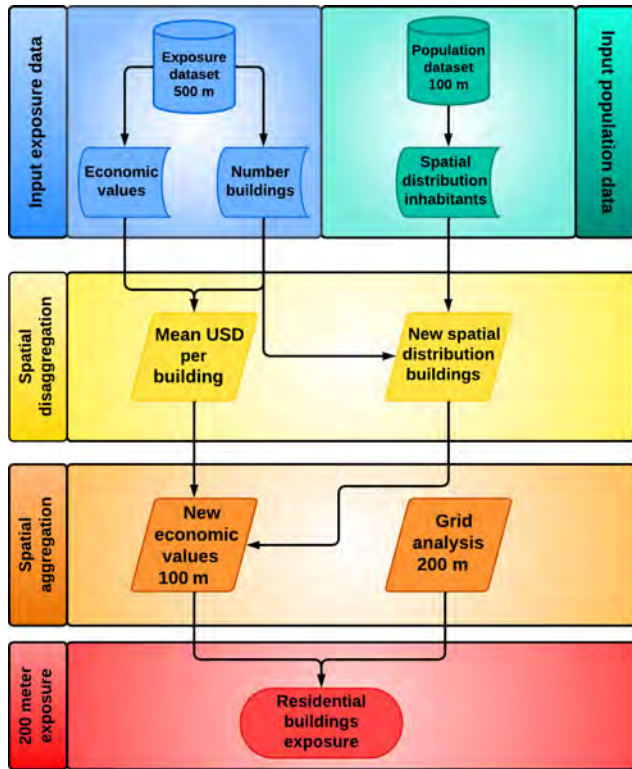 Input exposure data
Exposure
dataset
500 m
Economic
values
Number
buildings
Population
dataset
100 m
Spatial
distribution
inhabitants
Input population data
Spatial
disaggregation
Mean USD
per
building
New spatial
distribution
buildings
Spatial
aggregation
New
economic
values
100 m
Grid
analysis
200 m
200 meter
exposure
Residential
buildings
exposure